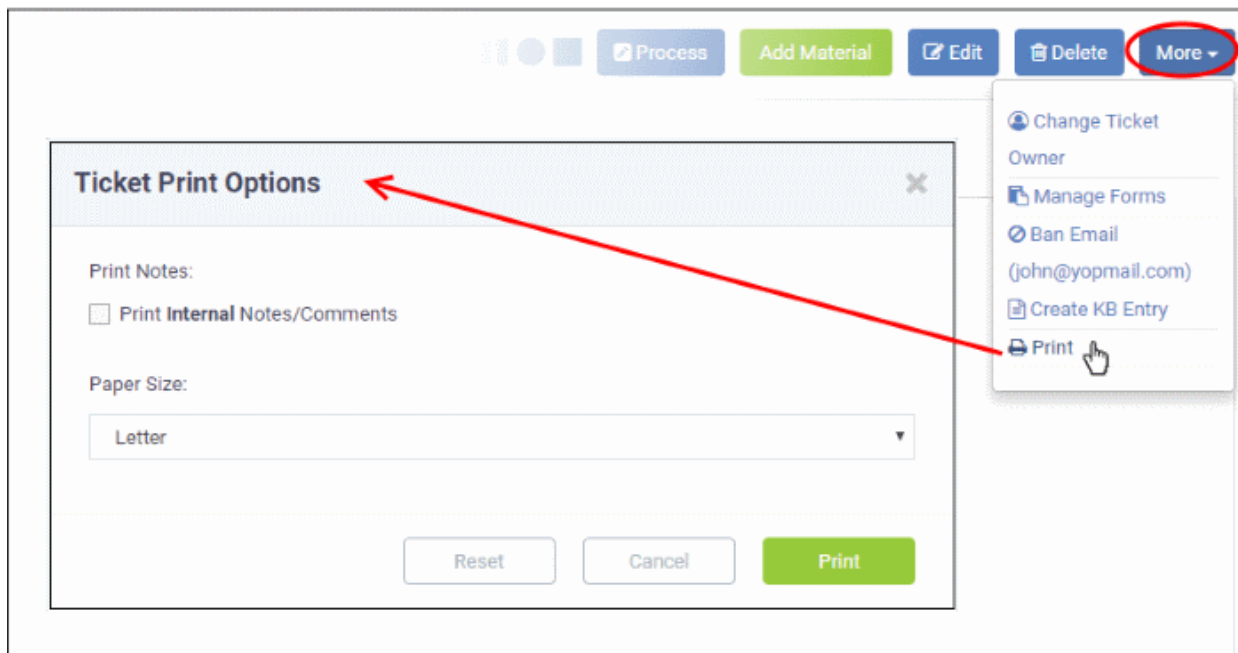 Process Add Material Edit Delete More
Change Ticket
Owner
Manage Forms
Ban Email
(john@yopmail.com)
Create KB Entry
Print
Ticket Print Options
Print Notes:
Print Internal Notes/Comments
Paper Size:
Letter
Reset Cancel Print